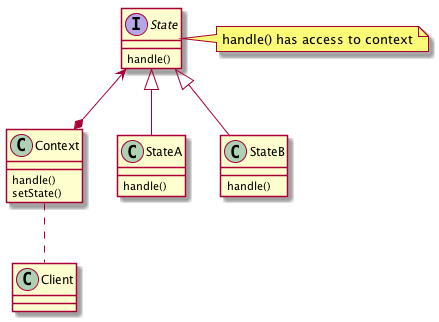 I State
handle()
handle() has access to context
C Context
handle()
setState()
C StateA
handle()
C StateB
handle()
C Client